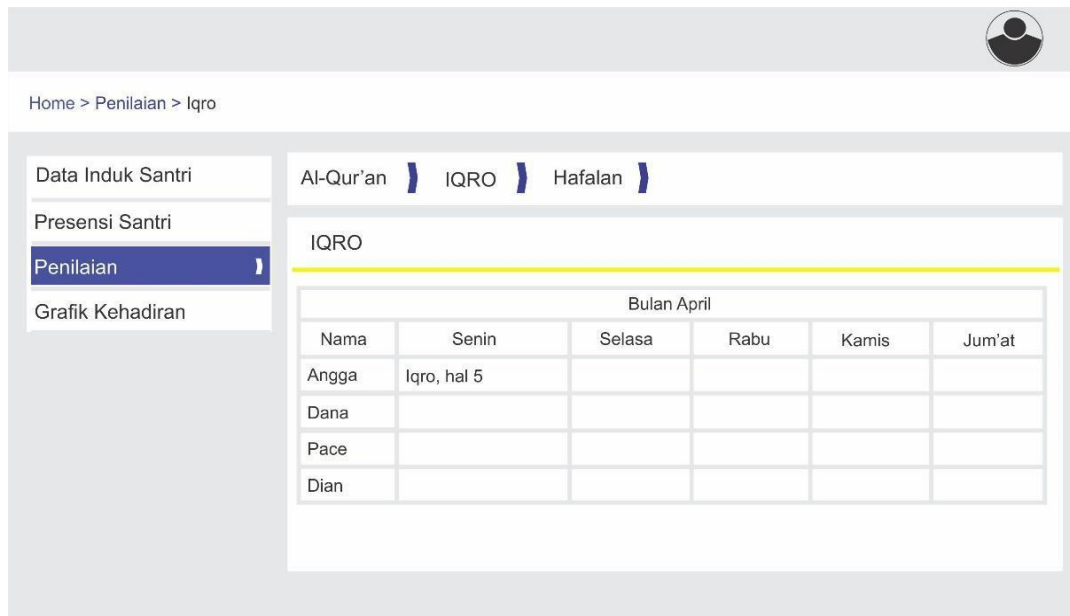 Home > Penilaian > Iqro
Data Induk Santri
Presensi Santri
Penilaian
Grafik Kehadiran
Al-Qur'an IQRO Hafalan
IQRO
Bulan April
Nama Senin Selasa Rabu Kamis Jum'at
Angga Iqro, hal 5
Dana
Pace
Dian